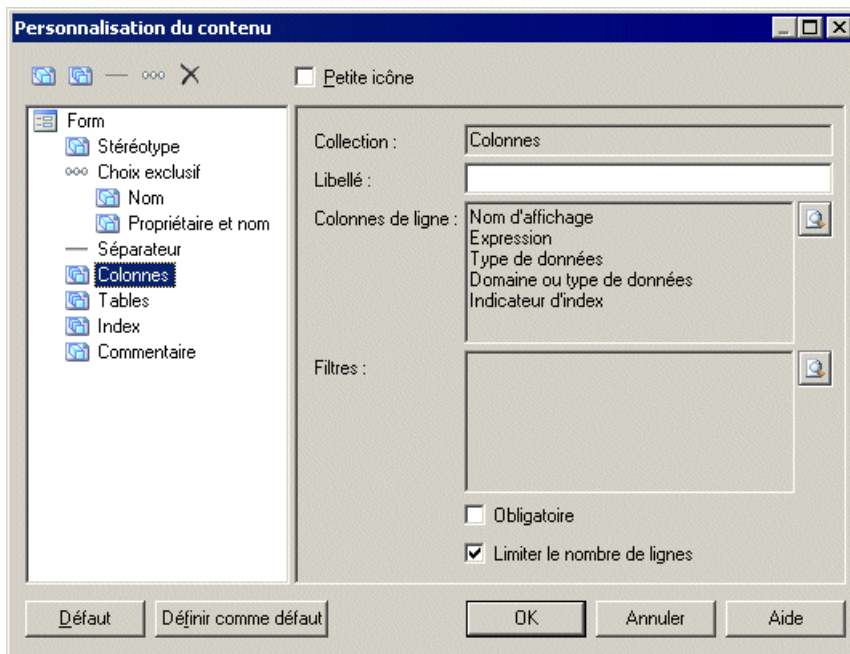 Personnalisation du contenu
Petite icône
Form
Stéréotype
Choix exclusif
Nom
Propriétaire et nom
Séparateur
Colonnes
Tables
Index
Commentaire
Collection :
Colonnes
Libellé :
Colonnes de ligne :
Nom d'affichage
Expression
Type de données
Domaine ou type de données
Indicateur d'index
Filtres :
Obligatoire
Limiter le nombre de lignes
Défaut
Définir comme défaut
OK
Annuler
Aide